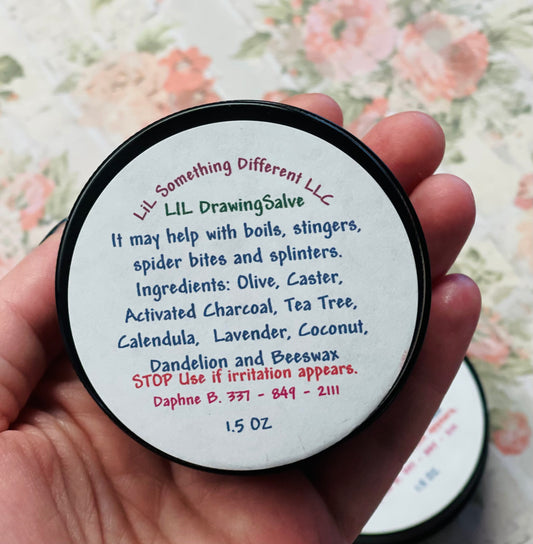 LiL Something Different LLC
LIL DrawingSalve
It may help with boils, stingers,
spider bites and splinters.
Ingredients: Olive, Caster,
Activated Charcoal, Tea Tree,
Calendula, Lavender, Coconut,
Dandelion and Beeswax
STOP Use if irritation appears.
Daphne B. 337 - 849 - 2111
1.5 OZ